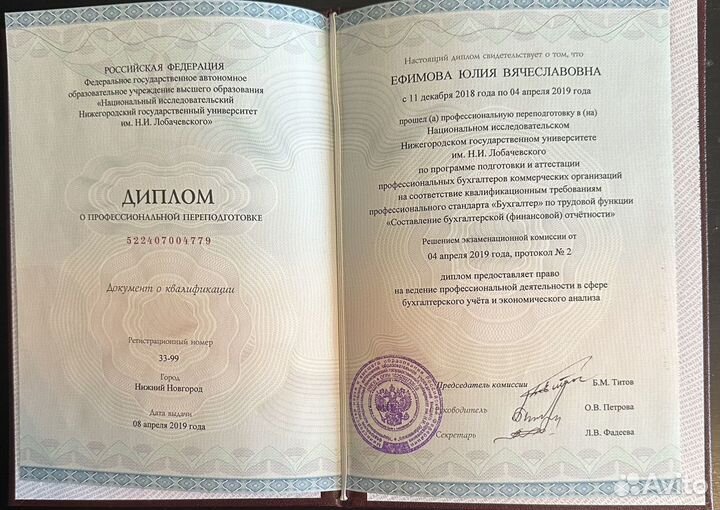 РОССИЙСКАЯ ФЕДЕРАЦИЯ
Федеральное государственное автономное
образовательное учреждение высшего образования
«Национальный исследовательский
Нижегородский государственный университет
им. Н.И. Лобачевского»
ДИПЛОМ
О ПРОФЕССИОНАЛЬНОЙ ПЕРЕПОДГОТОВКЕ
522407004779
Документ о квалификации
Регистрационный номер
33-99
Город
Нижний Новгород
Дата выдачи
08 апреля 2019 года
Настоящий диплом свидетельствует о том, что
ЕФИМОВА ЮЛИЯ ВЯЧЕСЛАВОВНА
с 11 декабря 2018 года по 04 апреля 2019 года
прошел (а) профессиональную переподготовку в (на)
Национальном исследовательском
Нижегородском государственном университете
им. Н.И. Лобачевского
по программе подготовки и аттестации
профессиональных бухгалтеров коммерческих организаций
на соответствие квалификационным требованиям
профессионального стандарта «Бухгалтер» по трудовой функции
«Составление бухгалтерской (финансовой) отчётности»
Решением экзаменационной комиссии от
04 апреля 2019 года, протокол № 2
диплом предоставляет право
на ведение профессиональной деятельности в сфере
бухгалтерского учёта и экономического анализа
Председатель комиссии Б.М. Титов
Руководитель О.В. Петрова
Секретарь Л.В. Фадеева
Avito